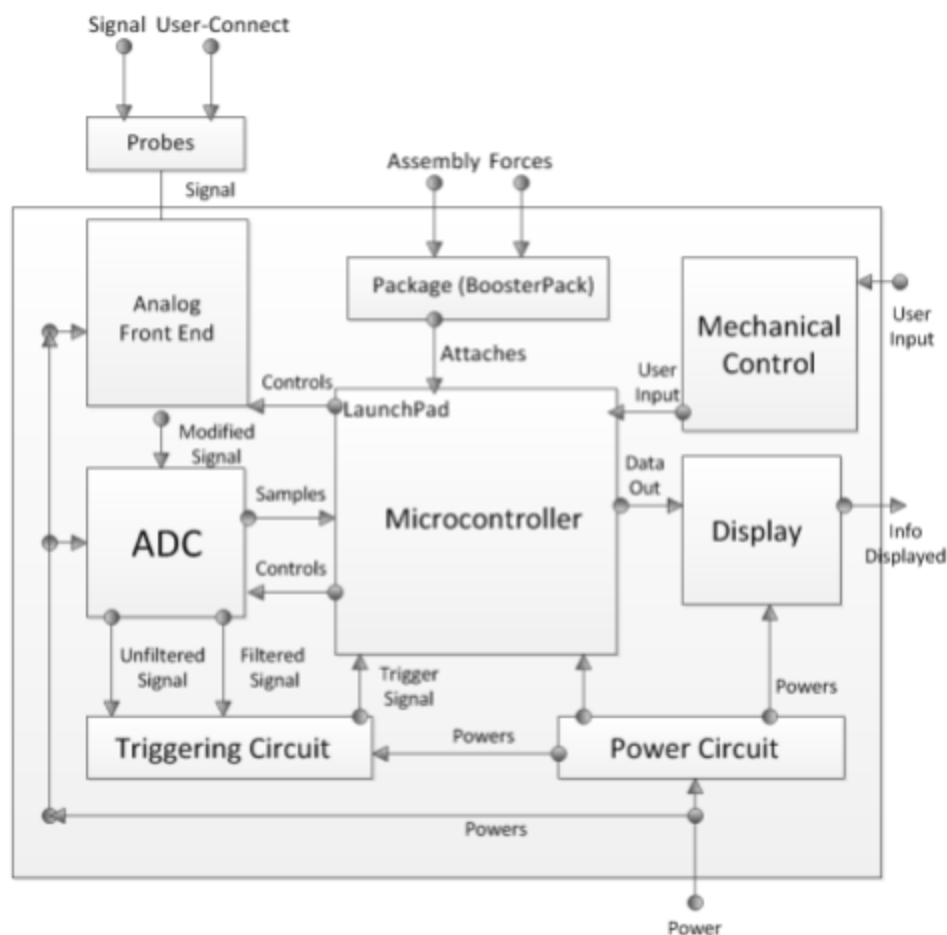 Signal User-Connect
Probes
Signal
Assembly Forces
Analog
Front End
Package (BoosterPack)
Mechanical
Control
User
Input
Attaches
Controls
LaunchPad
User
Input
Modified
Signal
Data
Out
ADC
Samples
Microcontroller
Display
Info
Displayed
Controls
Unfiltered
Signal
Filtered
Signal
Trigger
Signal
Powers
Triggering Circuit
Powers
Power Circuit
Powers
Power